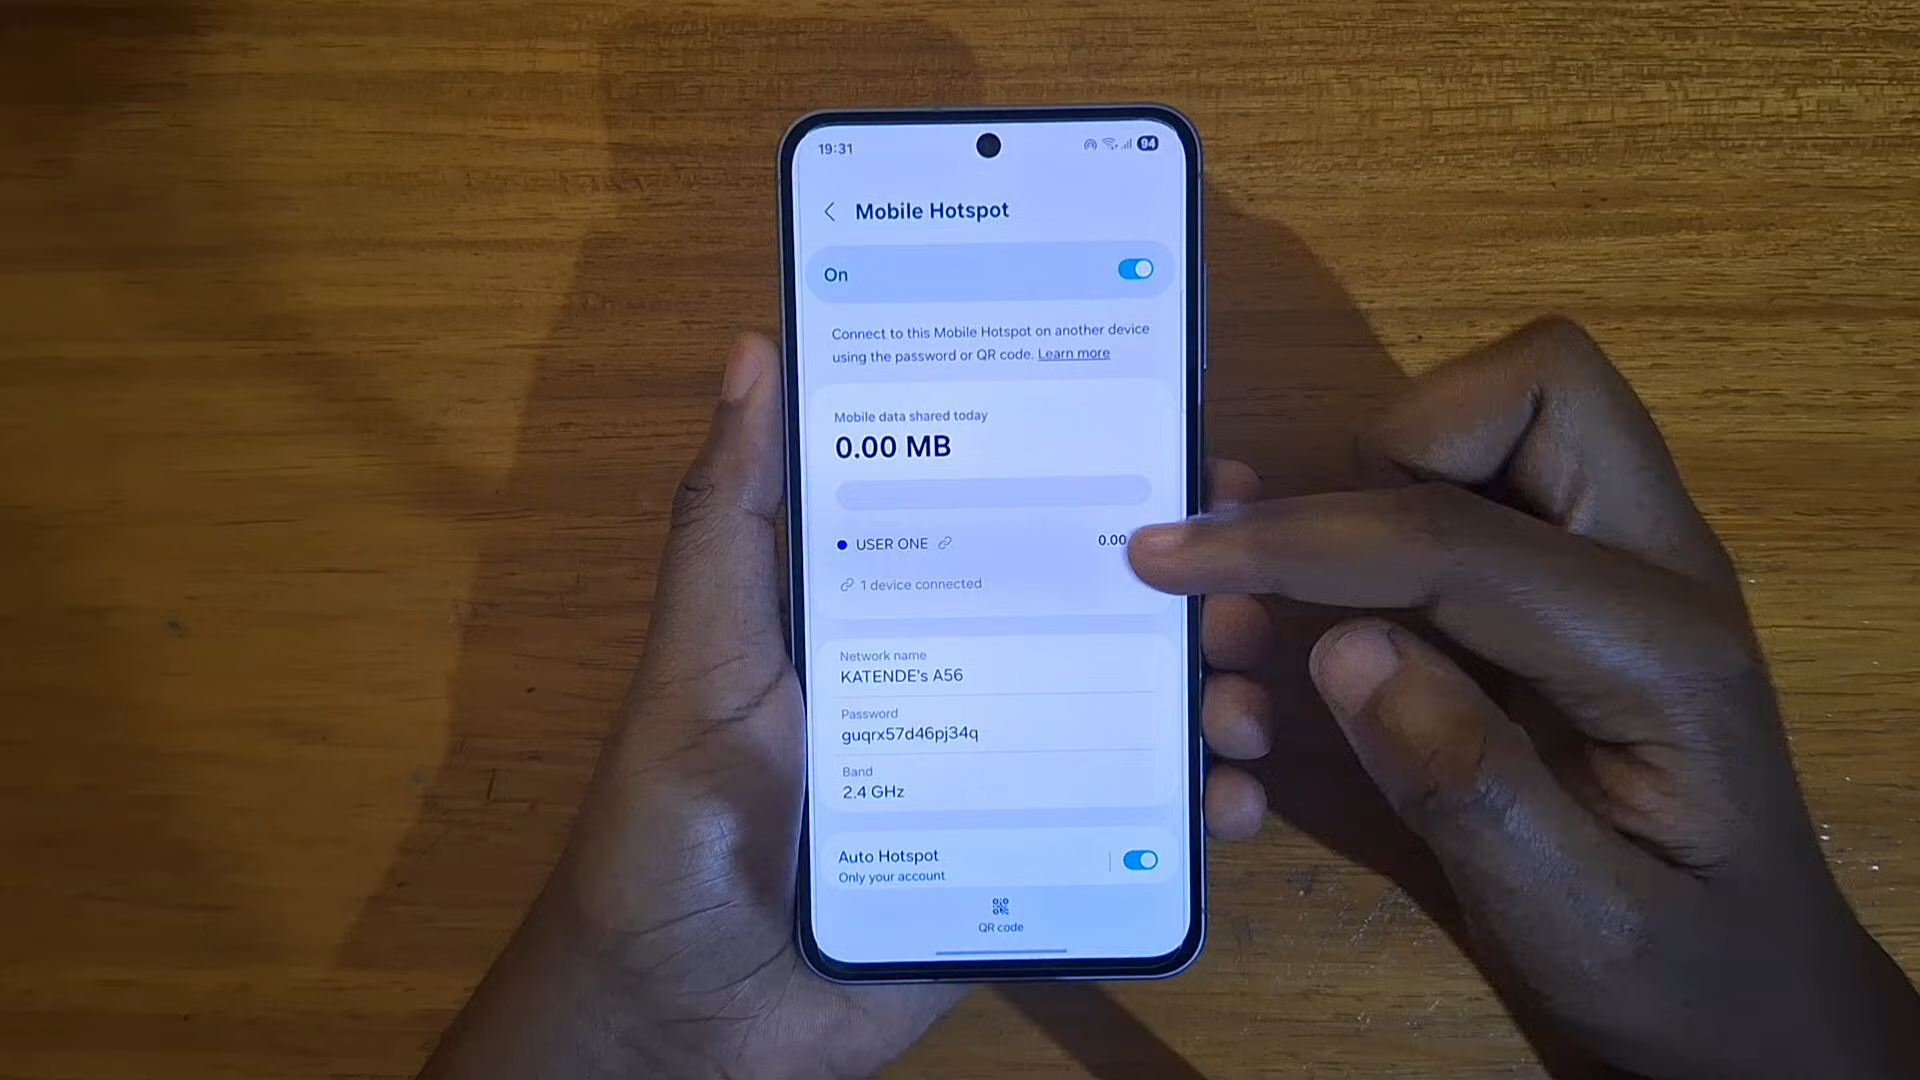 19:31
94
Mobile Hotspot
On
Connect to this Mobile Hotspot on another device
using the password or QR code. Learn more
Mobile data shared today
0.00 MB
USER ONE 0.00
1 device connected
Network name
KATENDE's A56
Password
guqrx57d46pj34q
Band
2.4 GHz
Auto Hotspot
Only your account
QR code